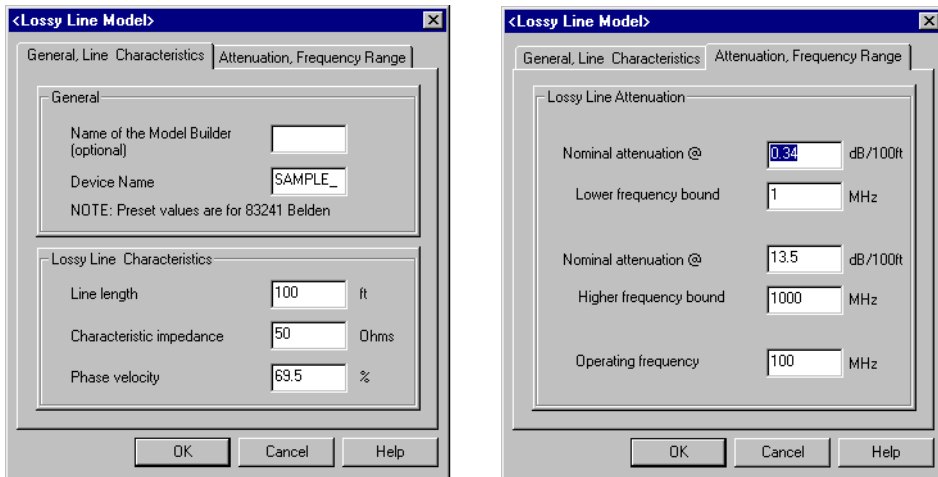 <Lossy Line Model>
General, Line Characteristics
Attenuation, Frequency Range
General
Name of the Model Builder
(optional)
Device Name SAMPLE_
NOTE: Preset values are for 83241 Belden
Lossy Line Characteristics
Line length 100 ft
Characteristic impedance 50 Ohms
Phase velocity 69.5 %
OK Cancel Help
<Lossy Line Model>
General, Line Characteristics
Attenuation, Frequency Range
Lossy Line Attenuation
Nominal attenuation @ 0.34 dB/100ft
Lower frequency bound 1 MHz
Nominal attenuation @ 13.5 dB/100ft
Higher frequency bound 1000 MHz
Operating frequency 100 MHz
OK Cancel Help